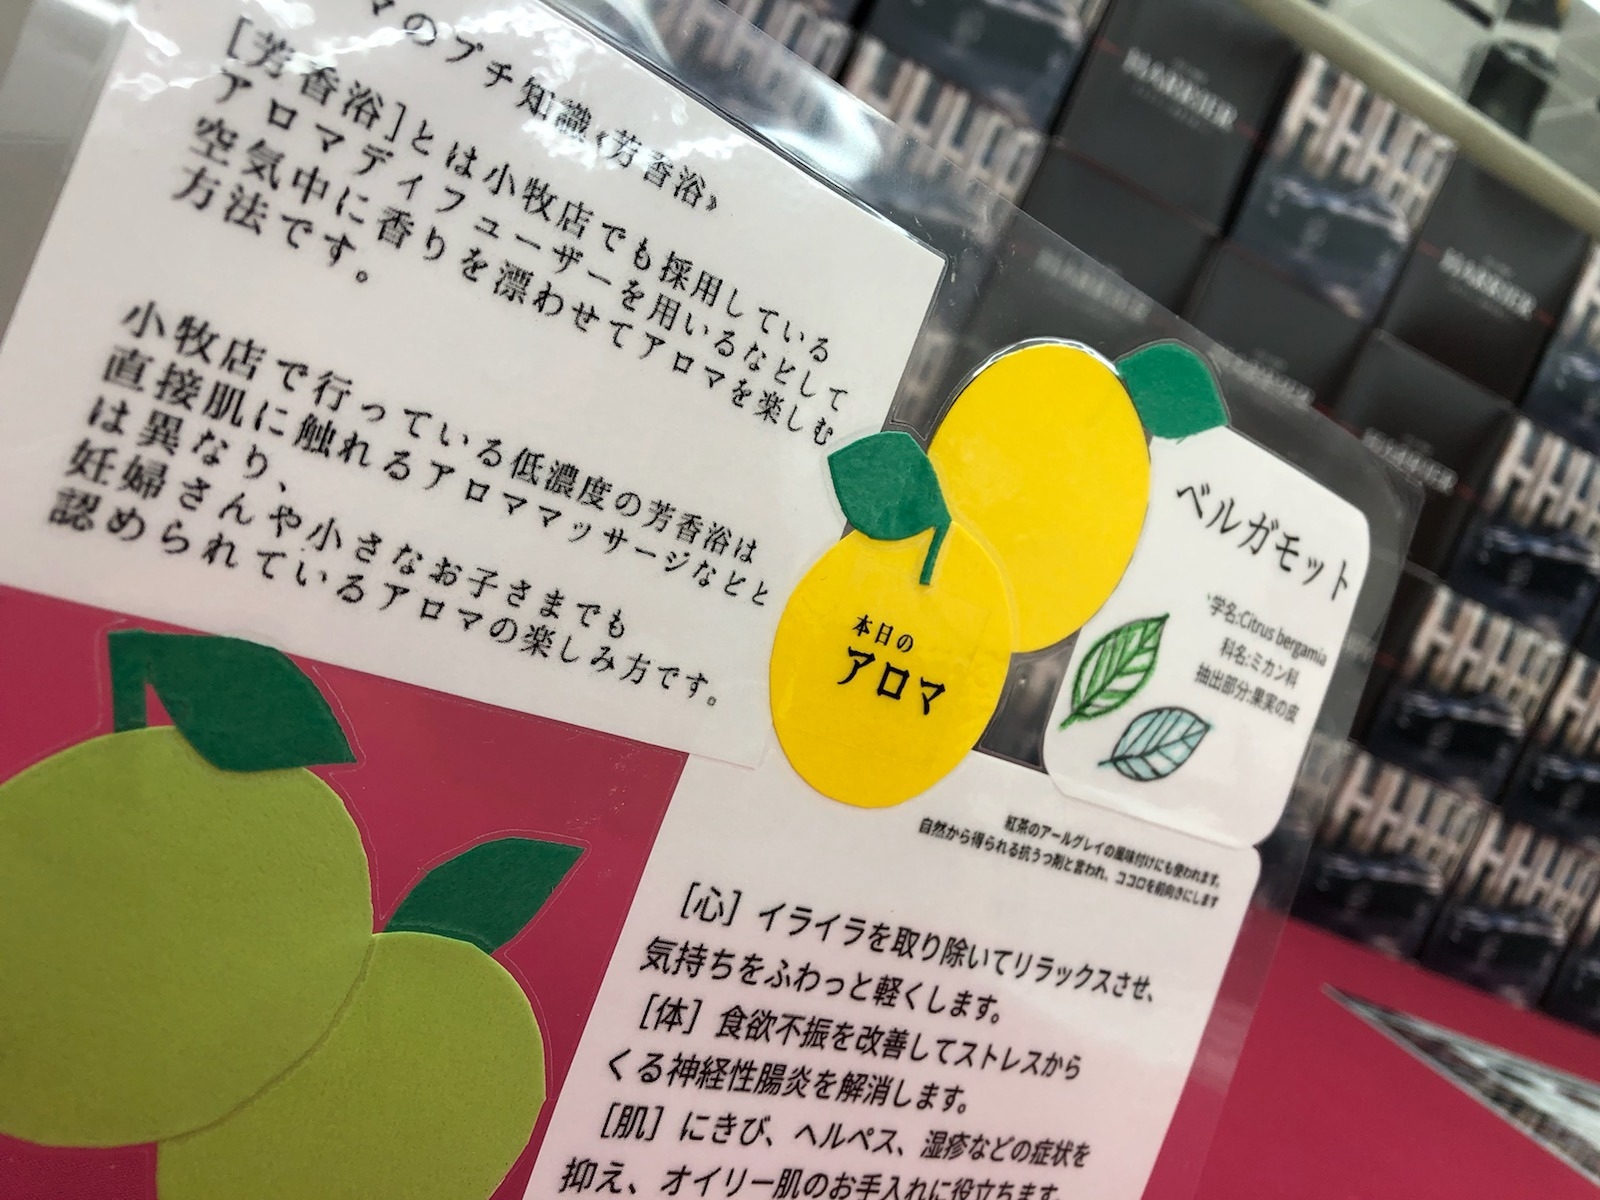 マのプチ知識《芳香浴》
[芳香浴]とは小牧店でも採用している
アロマディフューザーを用いるなどして
空気中に香りを漂わせてアロマを楽しむ
方法です。
小牧店で行っている低濃度の芳香浴は
直接肌に触れるアロママッサージなどと
は異なり、
妊婦さんや小さなお子さまでも
認められているアロマの楽しみ方です。
本日の
アロマ
ベルガモット
学名:Citrus bergamia
科名:ミカン科
抽出部分:果実の皮
紅茶のアールグレイの風味付けにも使われます。
自然から得られる抗うつ剤と言われ、ココロを前向きにします
[心] イライラを取り除いてリラックスさせ、
気持ちをふわっと軽くします。
[体] 食欲不振を改善してストレスから
くる神経性腸炎を解消します。
[肌] にきび、ヘルペス、湿疹などの症状を
抑え、オイリー肌のお手入れに役立ちます。